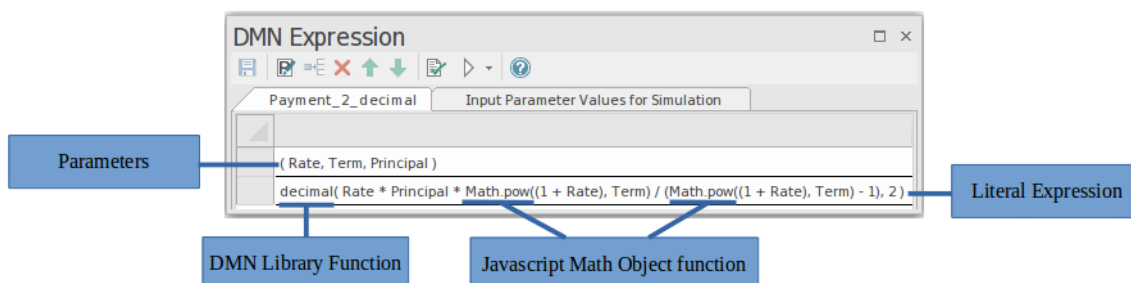 DMN Expression
Payment_2_decimal
Input Parameter Values for Simulation
Parameters
( Rate, Term, Principal )
decimal( Rate * Principal * Math.pow((1 + Rate), Term) / (Math.pow((1 + Rate), Term) - 1), 2 )
Literal Expression
DMN Library Function
Javascript Math Object function